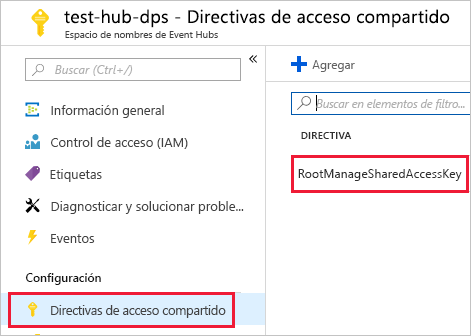 test-hub-dps - Directivas de acceso compartido
Espacio de nombres de Event Hubs
Buscar (Ctrl+/)
«
Información general
Control de acceso (IAM)
Etiquetas
Diagnosticar y solucionar proble...
Eventos
Configuración
Directivas de acceso compartido
Agregar
Buscar en elementos de filtro...
DIRECTIVA
RootManageSharedAccessKey